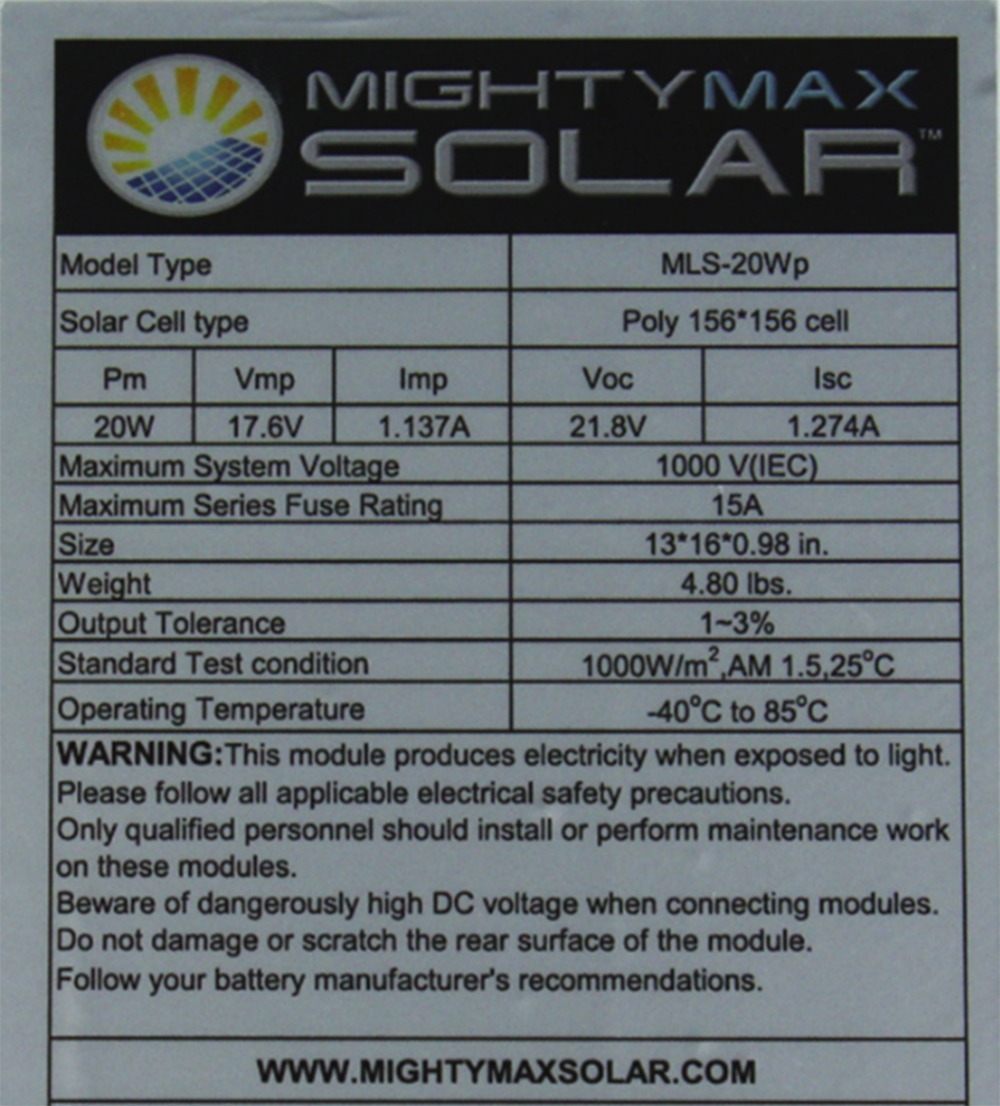 MIGHTYMAX
SOLAR™
Model Type MLS-20Wp
Solar Cell type Poly 156*156 cell
Pm Vmp Imp Voc Isc
20W 17.6V 1.137A 21.8V 1.274A
Maximum System Voltage 1000 V(IEC)
Maximum Series Fuse Rating 15A
Size 13*16*0.98 in.
Weight 4.80 lbs.
Output Tolerance 1~3%
Standard Test condition 1000W/m²,AM 1.5,25°C
Operating Temperature -40°C to 85°C
WARNING:This module produces electricity when exposed to light.
Please follow all applicable electrical safety precautions.
Only qualified personnel should install or perform maintenance work
on these modules.
Beware of dangerously high DC voltage when connecting modules.
Do not damage or scratch the rear surface of the module.
Follow your battery manufacturer's recommendations.
WWW.MIGHTYMAXSOLAR.COM